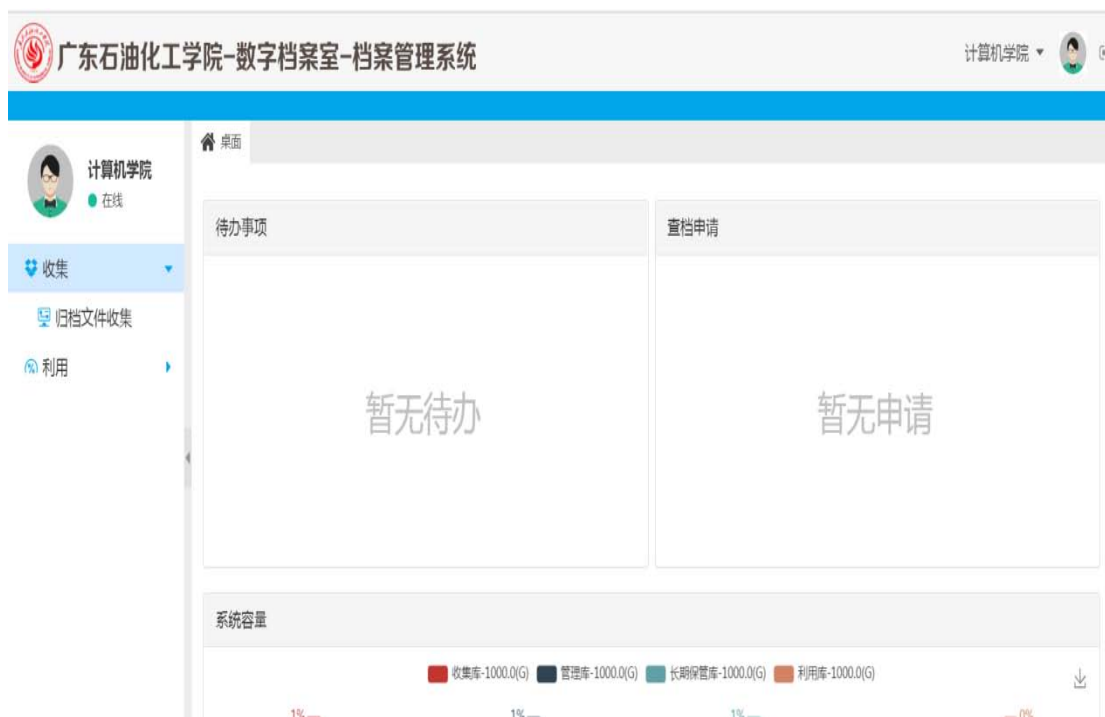 广东石油化工学院-数字档案室-档案管理系统
计算机学院
计算机学院
在线
桌面
收集
归档文件收集
利用
待办事项
查档申请
暂无待办
暂无申请
系统容量
收集库-1000.0(G) 管理库-1000.0(G) 长期保管库-1000.0(G) 利用库-1000.0(G)
1% 1% 1% 0%